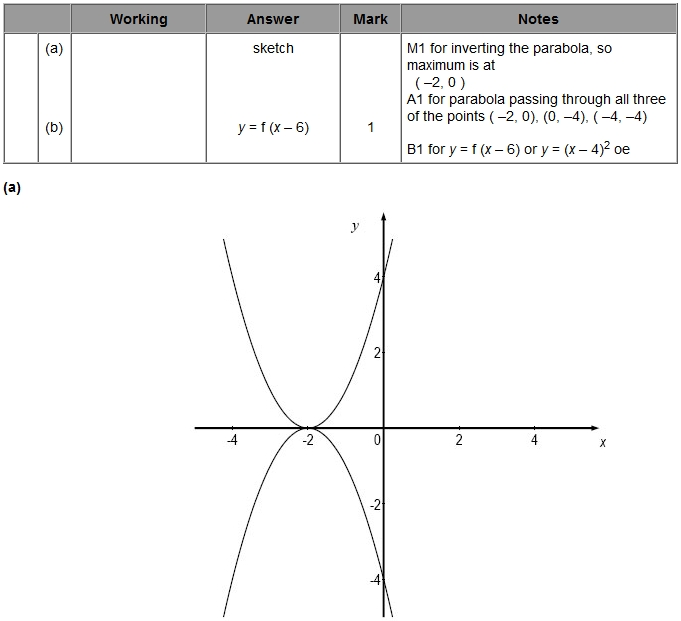 Working Answer Mark Notes
(a) sketch M1 for inverting the parabola, so
maximum is at
( –2, 0 )
A1 for parabola passing through all three
of the points ( –2, 0), (0, –4), ( –4, –4)
(b) y = f (x – 6) 1
B1 for y = f (x – 6) or y = (x – 4)² oe
(a)
y
4
2
-4 -2 0 2 4 x
-2
-4